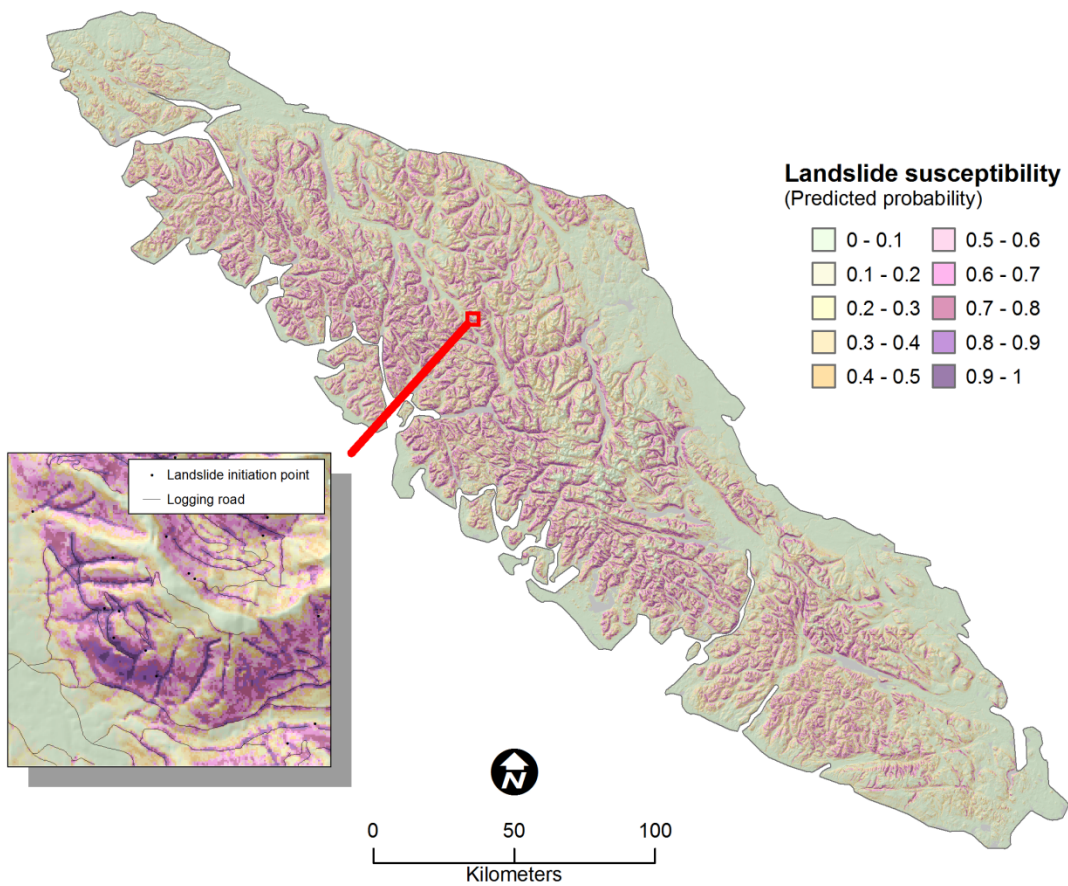 Landslide susceptibility
(Predicted probability)
0 - 0.1
0.5 - 0.6
0.1 - 0.2
0.6 - 0.7
0.2 - 0.3
0.7 - 0.8
0.3 - 0.4
0.8 - 0.9
0.4 - 0.5
0.9 - 1
Landslide initiation point
Logging road
N
0 50 100
Kilometers